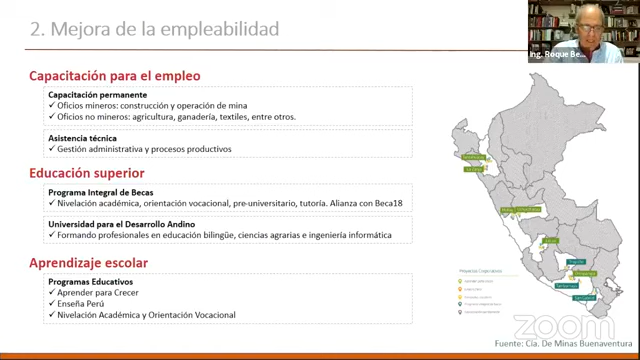 2. Mejora de la empleabilidad
Ing. Roque Be...
Capacitación para el empleo
Capacitación permanente
✓ Oficios mineros: construcción y operación de mina
✓ Oficios no mineros: agricultura, ganadería, textiles, entre otros.
Asistencia técnica
✓ Gestión administrativa y procesos productivos
Educación superior
Programa Integral de Becas
✓ Nivelación académica, orientación vocacional, pre-universitario, tutoría. Alianza con Beca18
Universidad para el Desarrollo Andino
✓ Formando profesionales en educación bilingüe, ciencias agrarias e ingeniería informática
Aprendizaje escolar
Programas Educativos
✓ Aprender para Crecer
✓ Enseña Perú
✓ Nivelación Académica y Orientación Vocacional
zoom
Fuente: Cía. De Minas Buenaventura